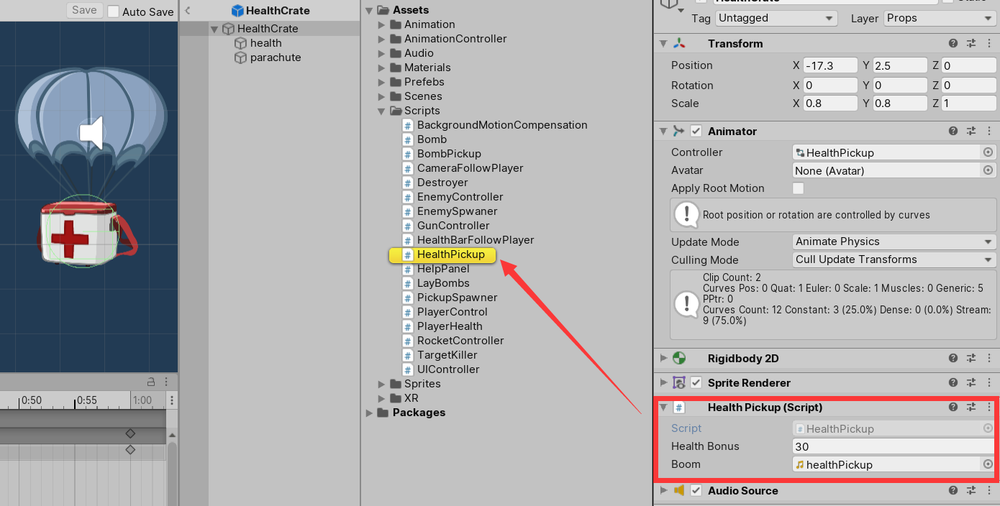 Save
Auto Save
0:50
0:55
1:00
HealthCrate
HealthCrate
health
parachute
Assets
Animation
AnimationController
Audio
Materials
Prefebs
Scenes
Scripts
# BackgroundMotionCompensation
# Bomb
# BombPickup
# CameraFollowPlayer
# Destroyer
# EnemyController
# EnemySpwaner
# GunController
# HealthBarFollowPlayer
# HealthPickup
# HelpPanel
# LayBombs
# PickupSpawner
# PlayerControl
# PlayerHealth
# RocketController
# TargetKiller
# UIController
Sprites
XR
Packages
Tag Untagged Layer Props
Transform
Position X -17.3 Y 2.5 Z 0
Rotation X 0 Y 0 Z 0
Scale X 0.8 Y 0.8 Z 1
Animator
Controller HealthPickup
Avatar None (Avatar)
Apply Root Motion
Root position or rotation are controlled by curves
Update Mode Animate Physics
Culling Mode Cull Update Transforms
Clip Count: 2
Curves Pos: 0 Quat: 1 Euler: 0 Scale: 1 Muscles: 0 Generic: 5
PPtr: 0
Curves Count: 12 Constant: 3 (25.0%) Dense: 0 (0.0%) Stream:
9 (75.0%)
Rigidbody 2D
Sprite Renderer
# Health Pickup (Script)
Script # HealthPickup
Health Bonus 30
Boom healthPickup
Audio Source